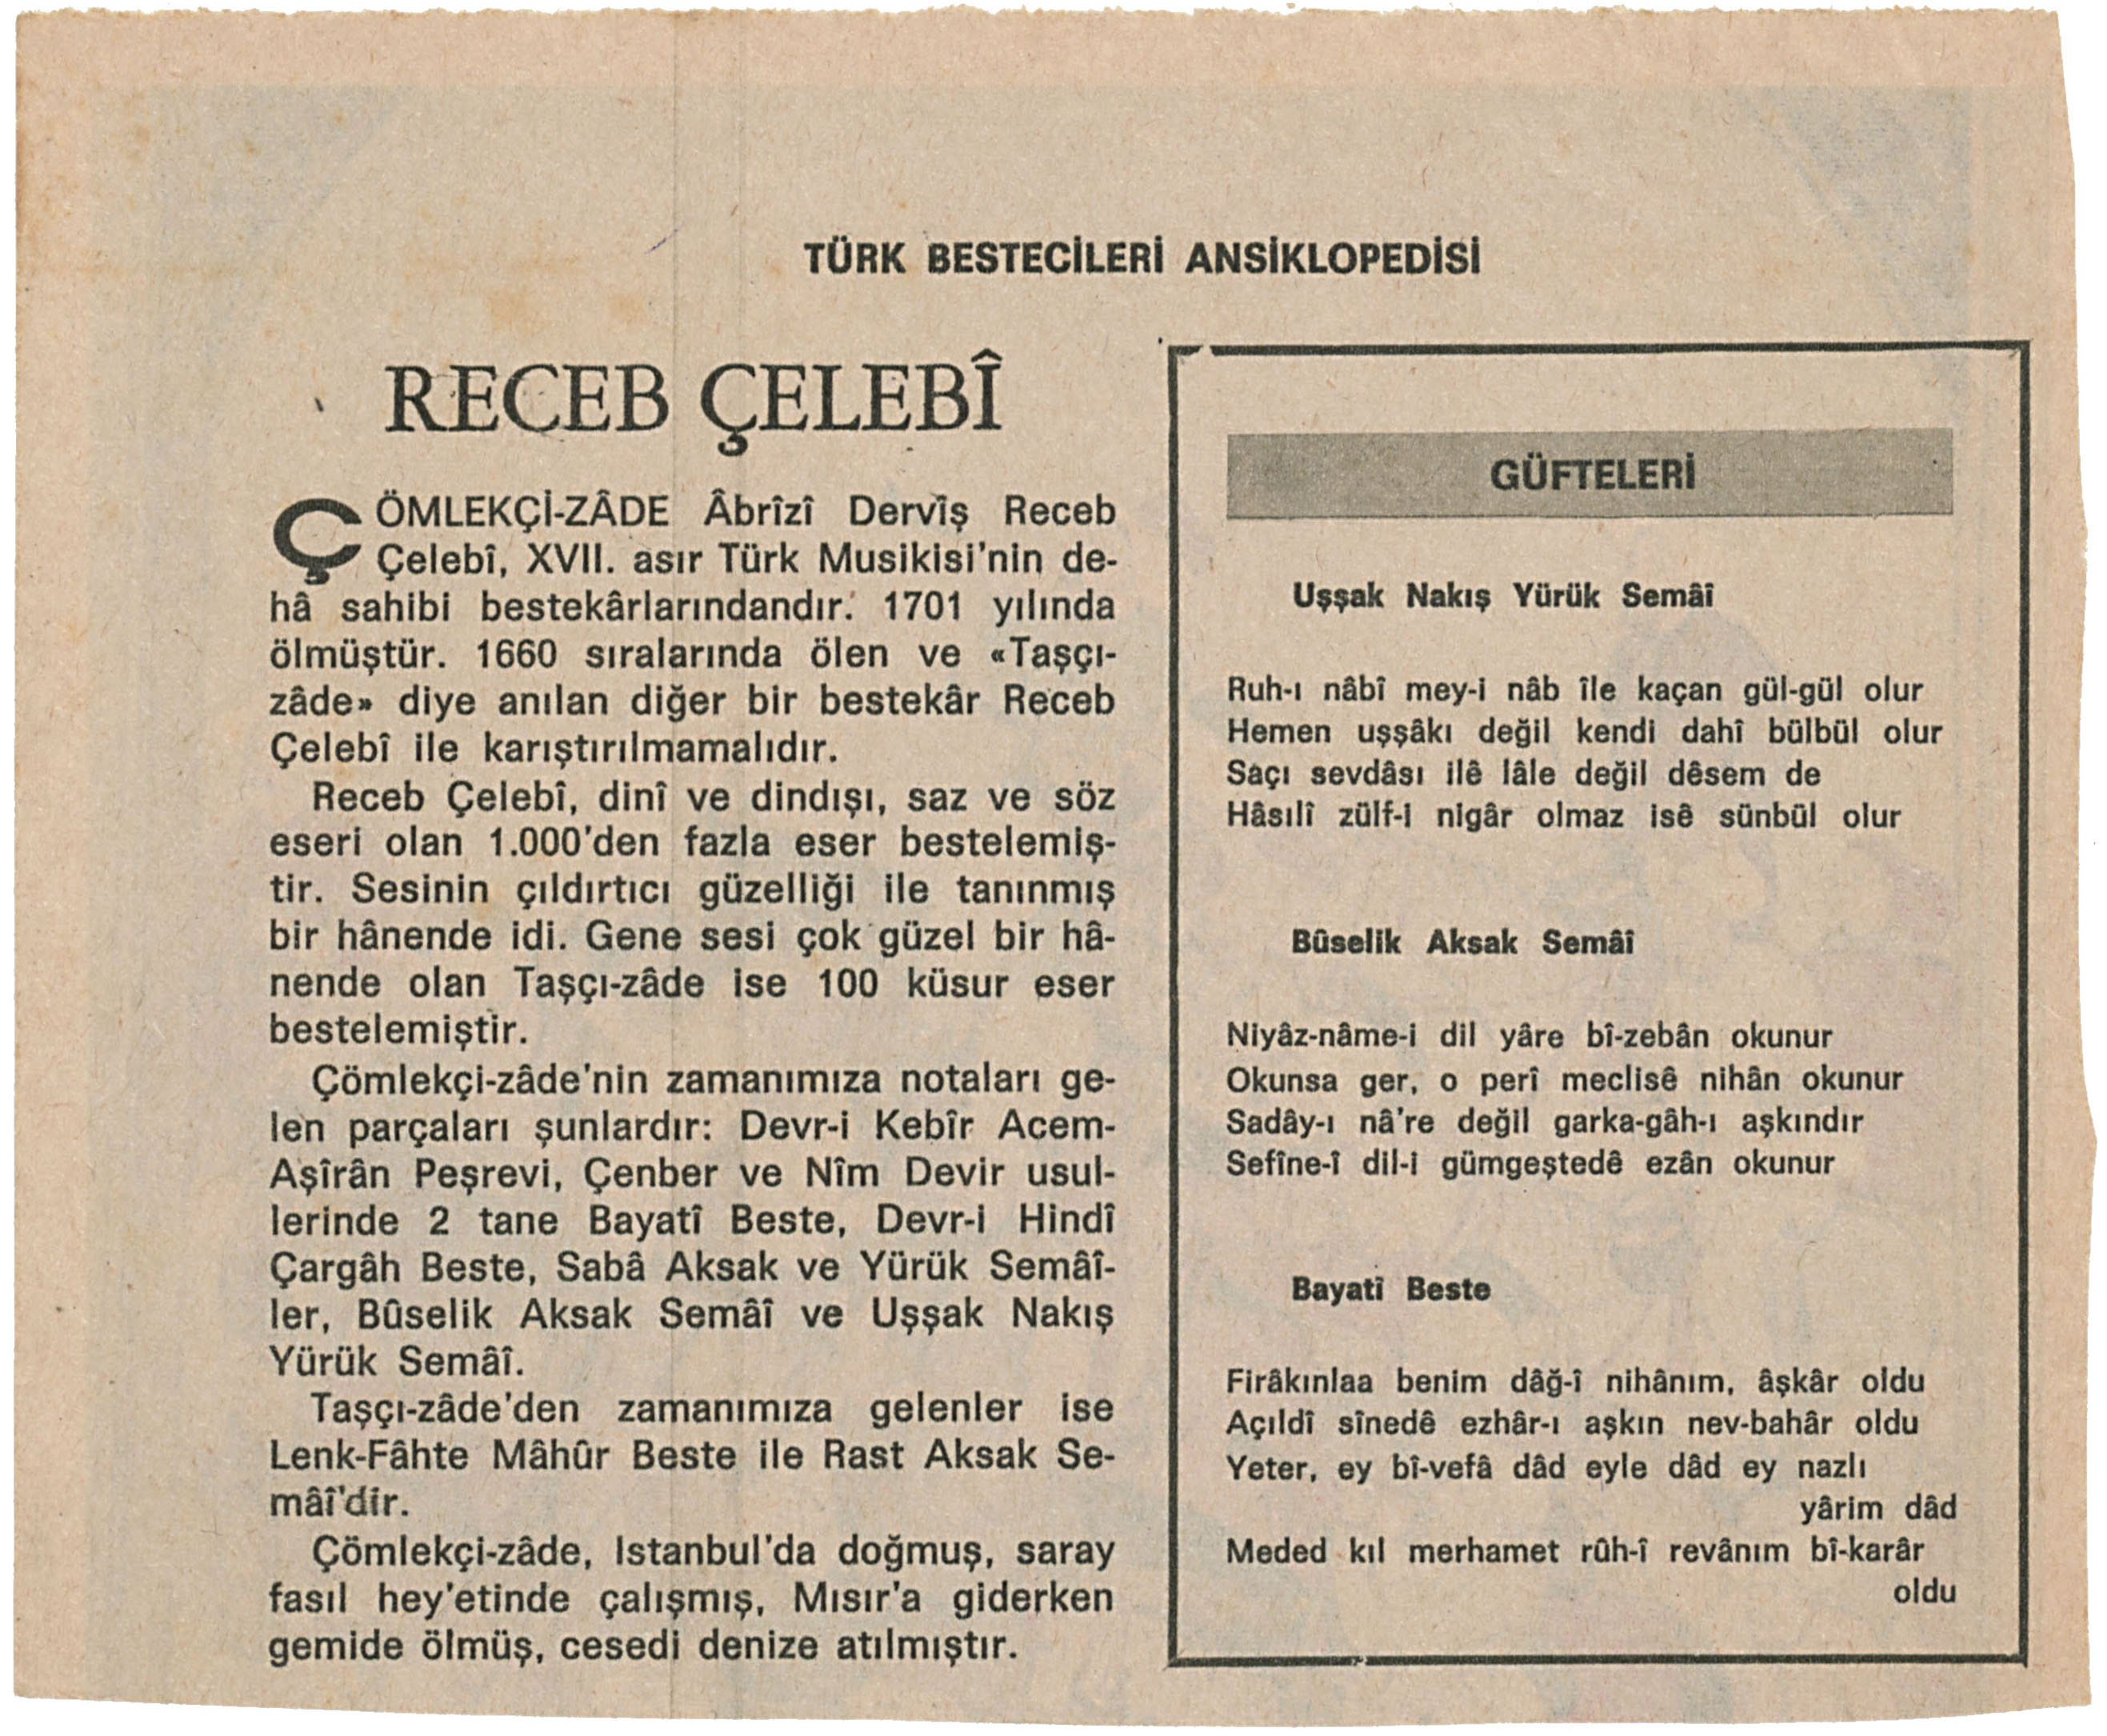 TÜRK BESTECİLERİ ANSİKLOPEDİSİ
RECEB ÇELEBÎ
ÇÖMLEKÇİ-ZÂDE Âbrîzî Dervîş Receb
Çelebî, XVII. asır Türk Musikisi'nin de-
hâ sahibi bestekârlarındandır. 1701 yılında
ölmüştür. 1660 sıralarında ölen ve «Taşçı-
zâde» diye anılan diğer bir bestekâr Receb
Çelebî ile karıştırılmamalıdır.
Receb Çelebî, dinî ve dindışı, saz ve söz
eseri olan 1.000'den fazla eser bestelemiş-
tir. Sesinin çıldırtıcı güzelliği ile tanınmış
bir hânende idi. Gene sesi çok güzel bir hâ-
nende olan Taşçı-zâde ise 100 küsur eser
bestelemiştir.
Çömlekçi-zâde'nin zamanımıza notaları ge-
len parçaları şunlardır: Devr-i Kebîr Acem-
Aşîrân Peşrevi, Çenber ve Nîm Devir usul-
lerinde 2 tane Bayatî Beste, Devr-i Hindî
Çargâh Beste, Sabâ Aksak ve Yürük Semâî-
ler, Bûselik Aksak Semâî ve Uşşak Nakış
Yürük Semâî.
Taşçı-zâde'den zamanımıza gelenler ise
Lenk-Fâhte Mâhûr Beste ile Rast Aksak Se-
mâî'dir.
Çömlekçi-zâde, Istanbul'da doğmuş, saray
fasıl hey'etinde çalışmış, Mısır'a giderken
gemide ölmüş, cesedi denize atılmıştır.
GÜFTELERİ
Uşşak Nakış Yürük Semâî
Ruh-ı nâbî mey-i nâb île kaçan gül-gül olur
Hemen uşşâkı değil kendi dahî bülbül olur
Saçı sevdâsı ilê lâle değil dêsem de
Hâsılî zülf-i nigâr olmaz isê sünbül olur
Bûselik Aksak Semâî
Niyâz-nâme-i dil yâre bî-zebân okunur
Okunsa ger, o perî meclisê nihân okunur
Sadây-ı nâ're değil garka-gâh-ı aşkındır
Sefîne-î dil-i gümgeştedê ezân okunur
Bayatî Beste
Firâkınlaa benim dâğ-î nihânım, âşkâr oldu
Açıldî sînedê ezhâr-ı aşkın nev-bahâr oldu
Yeter, ey bî-vefâ dâd eyle dâd ey nazlı
yârim dâd
Meded kıl merhamet rûh-î revânım bî-karâr
oldu